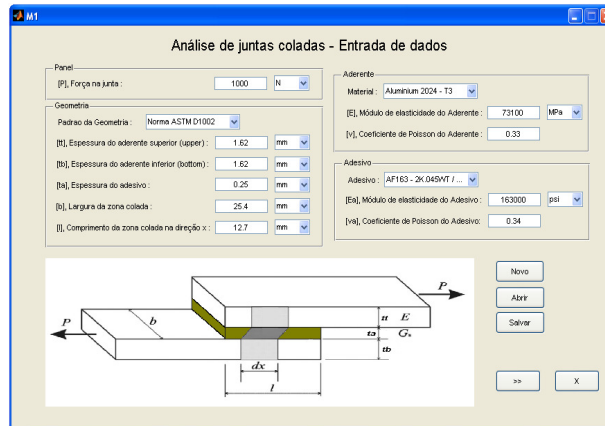 M1
Análise de juntas coladas - Entrada de dados
Panel
[P], Força na junta : 1000 N
Geometria
Padrao da Geometria : Norma ASTM D1002
[tt], Espessura do aderente superior (upper) : 1.62 mm
[tb], Espessura do aderente inferior (bottom) : 1.62 mm
[ta], Espessura do adesivo : 0.25 mm
[b], Largura da zona colada : 25.4 mm
[l], Comprimento da zona colada na direção x : 12.7 mm
Aderente
Material : Aluminium 2024 - T3
[E], Módulo de elasticidade do Aderente : 73100 MPa
[v], Coeficiente de Poisson do Aderente : 0.33
Adesivo
Adesivo : AF163 - 2K.045WT / ...
[Ea], Módulo de elasticidade do Adesivo : 163000 psi
[va], Coeficiente de Poisson do Adesivo: 0.34
P
b
P
tt E
ta Gₐ
tb
dx
l
Novo
Abrir
Salvar
>> X